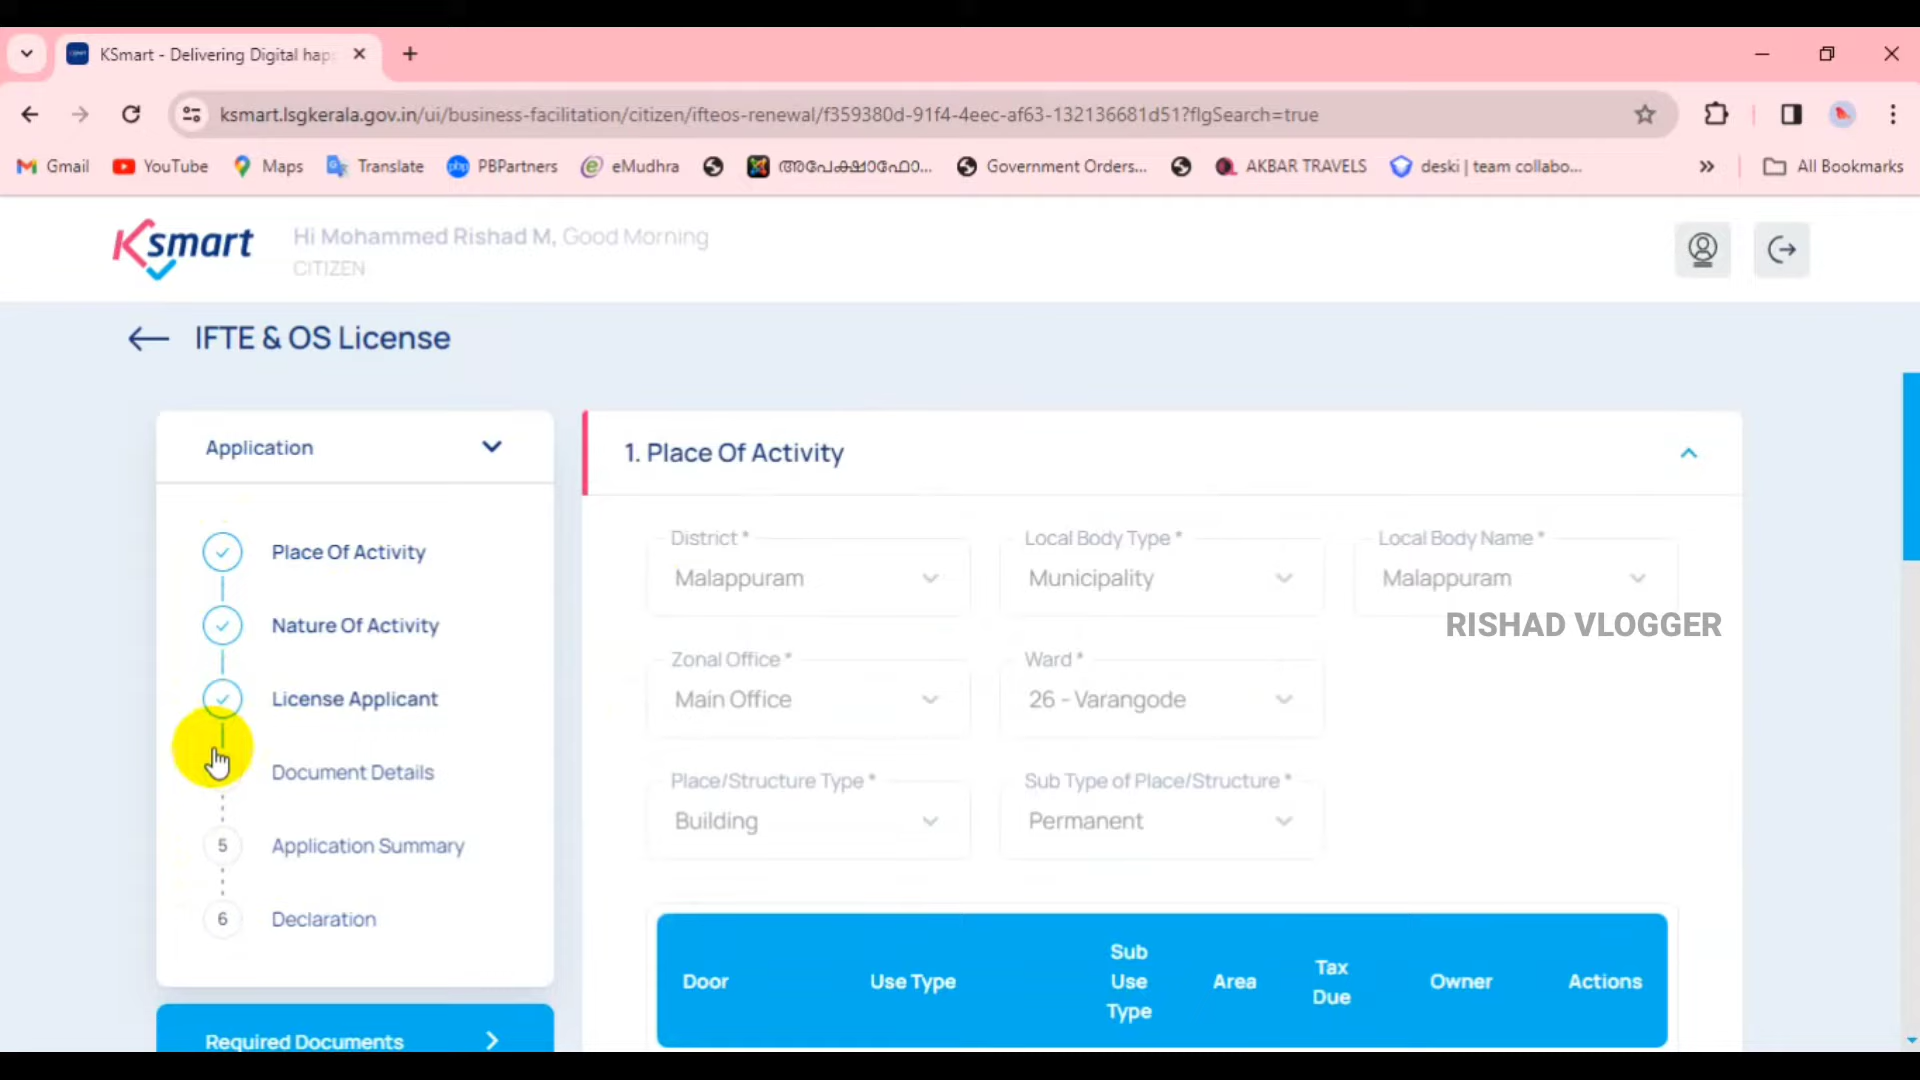 KSmart - Delivering Digital hap
ksmart.lsgkerala.gov.in/ui/business-facilitation/citizen/ifteos-renewal/f359380d-91f4-4eec-af63-132136681d51?flgSearch=true
Gmail YouTube Maps Translate PBPartners eMudhra അപേക്ഷാഫോ... Government Orders... AKBAR TRAVELS deski | team collabo... All Bookmarks
Ksmart
Hi Mohammed Rishad M, Good Morning
CITIZEN
IFTE & OS License
Application
Place Of Activity
Nature Of Activity
License Applicant
Document Details
5 Application Summary
6 Declaration
Required Documents
1. Place Of Activity
District * Local Body Type * Local Body Name *
Malappuram Municipality Malappuram
RISHAD VLOGGER
Zonal Office * Ward *
Main Office 26 - Varangode
Place/Structure Type * Sub Type of Place/Structure *
Building Permanent
Door Use Type Sub Use Type Area Tax Due Owner Actions